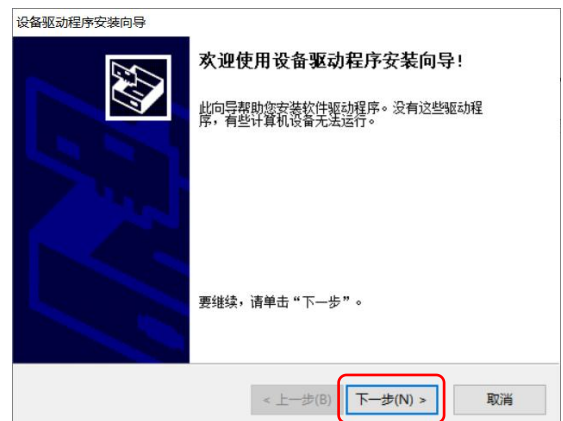 设备驱动程序安装向导
欢迎使用设备驱动程序安装向导!
此向导帮助您安装软件驱动程序。没有这些驱动程
序，有些计算机设备无法运行。
要继续，请单击“下一步”。
< 上一步(B)
下一步(N) >
取消